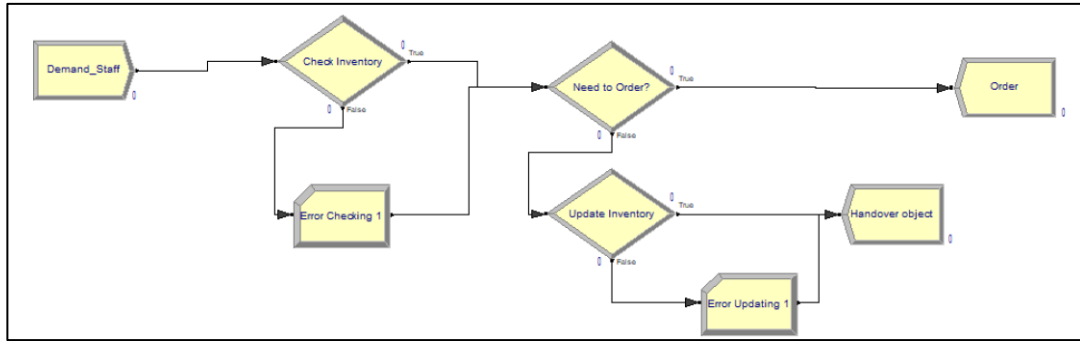 Demand_Staff
0
Check Inventory
0
True
0
False
Error Checking 1
Need to Order?
0
True
0
False
Order
0
Update Inventory
0
True
0
False
Error Updating 1
Handover object
0